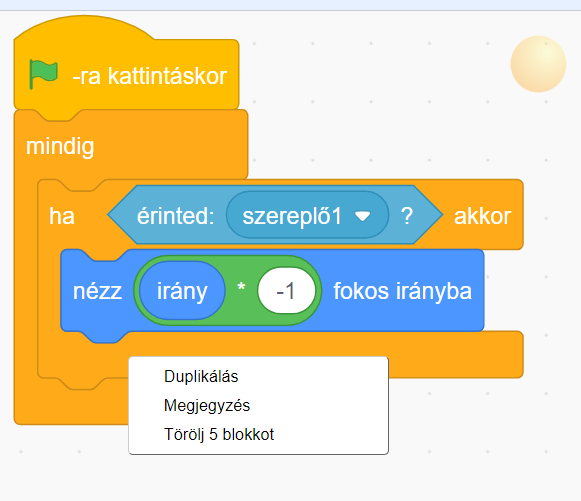 -ra kattintáskor
mindig
ha érinted: szereplő1 ? akkor
nézz irány * -1 fokos irányba
Duplikálás
Megjegyzés
Törölj 5 blokkot